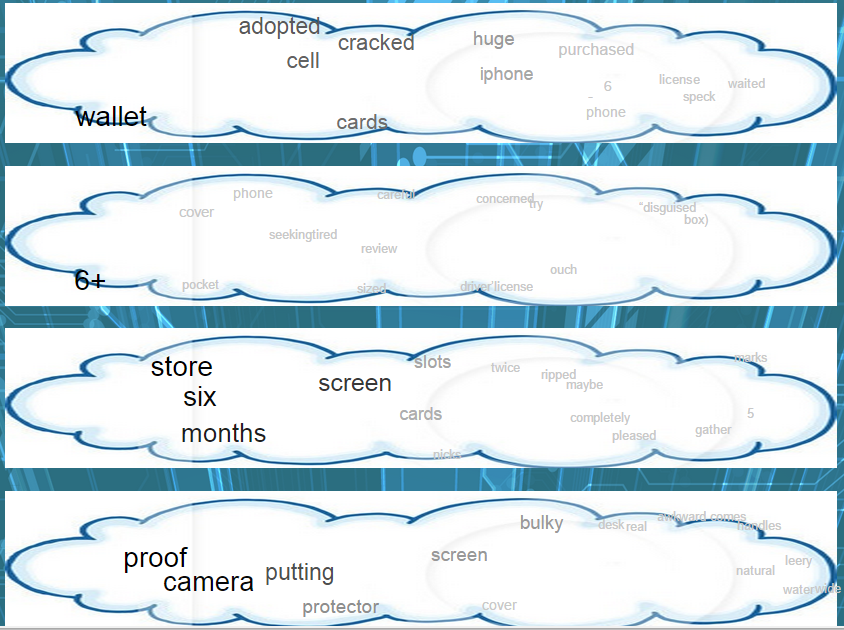 adopted
cracked
huge
purchased
cell
iphone
license
waited
6
speck
-
wallet
cards
phone
phone
careful
concerned
try
"disguised
cover
box)
seekingtired
review
ouch
6+
pocket
sized
driver'license
store
slots
twice
marks
six
screen
ripped
maybe
months
cards
completely
5
pleased
gather
nicks
bulky
desk real
awkward comes
handles
proof
screen
leery
camera
putting
natural
waterwide
protector
cover